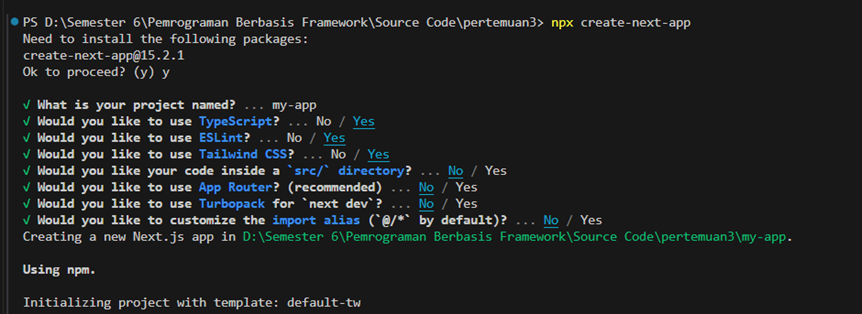 PS D:\Semester 6\Pemrograman Berbasis Framework\Source Code\pertemuan3> npx create-next-app
Need to install the following packages:
create-next-app@15.2.1
Ok to proceed? (y) y
√ What is your project named? ... my-app
√ Would you like to use TypeScript? ... No / Yes
√ Would you like to use ESLint? ... No / Yes
√ Would you like to use Tailwind CSS? ... No / Yes
√ Would you like your code inside a `src/` directory? ... No / Yes
√ Would you like to use App Router? (recommended) ... No / Yes
√ Would you like to use Turbopack for `next dev`? ... No / Yes
√ Would you like to customize the import alias (`@/*` by default)? ... No / Yes
Creating a new Next.js app in D:\Semester 6\Pemrograman Berbasis Framework\Source Code\pertemuan3\my-app.
Using npm.
Initializing project with template: default-tw